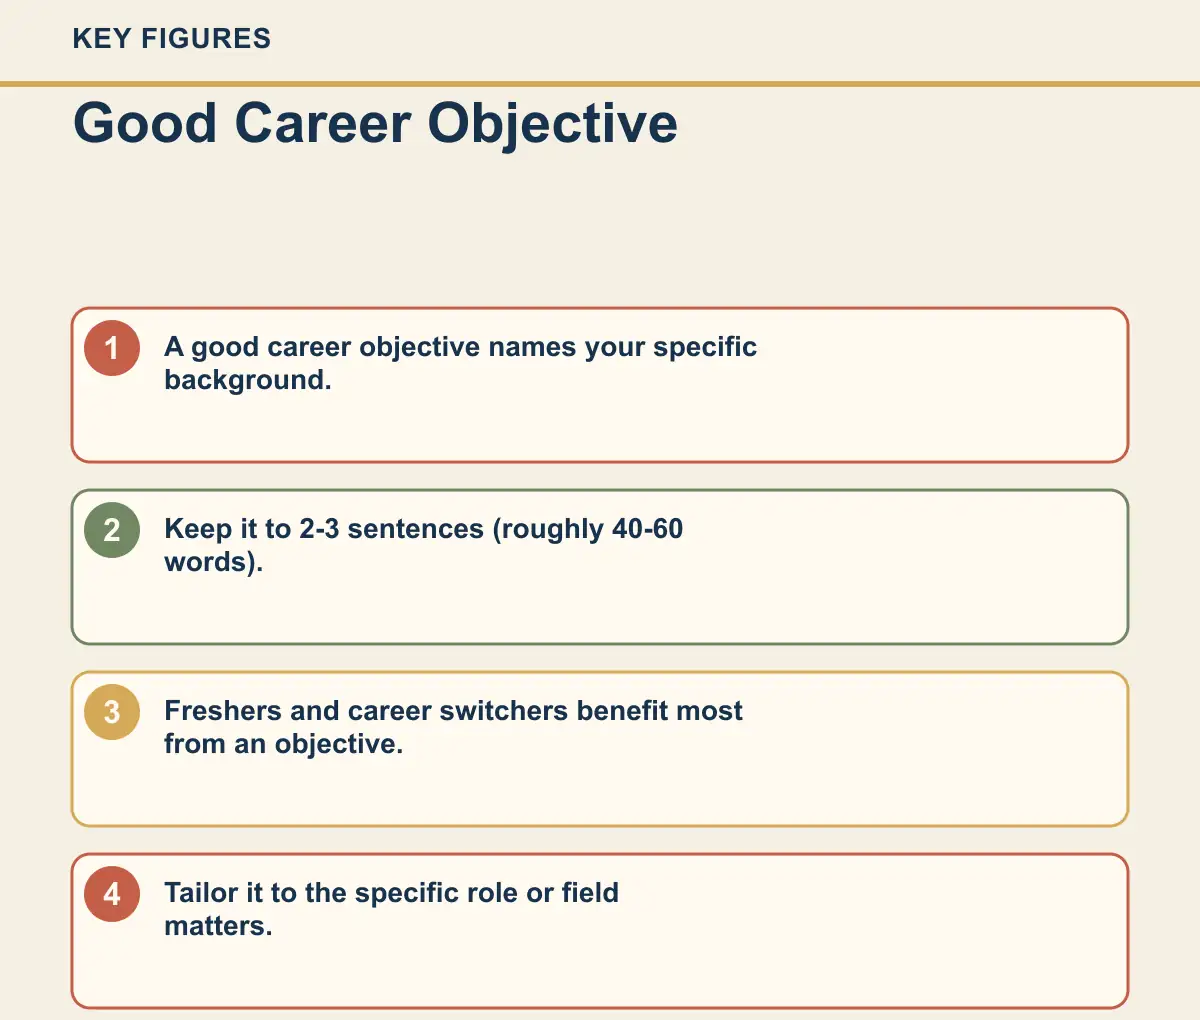 KEY FIGURES
Good Career Objective
1
A good career objective names your specific
background.
2
Keep it to 2-3 sentences (roughly 40-60
words).
3
Freshers and career switchers benefit most
from an objective.
4
Tailor it to the specific role or field
matters.